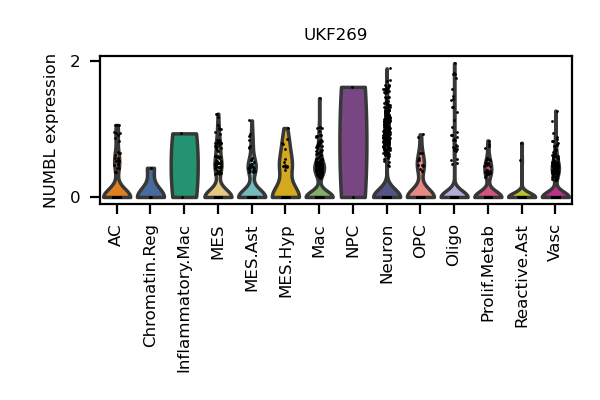 UKF269
NUMBL expression
2
0
AC
Chromatin.Reg
Inflammatory.Mac
MES
MES.Ast
MES.Hyp
Mac
NPC
Neuron
OPC
Oligo
Prolif.Metab
Reactive.Ast
Vasc